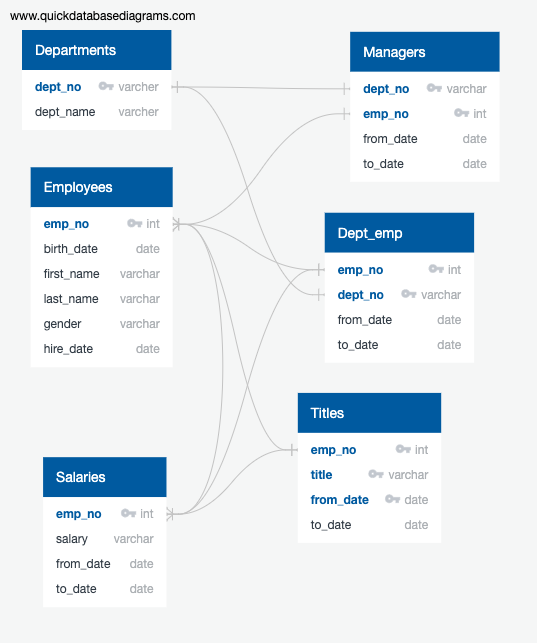 www.quickdatabasediagrams.com
Departments
dept_no varcher
dept_name varcher
Managers
dept_no varchar
emp_no int
from_date date
to_date date
Employees
emp_no int
birth_date date
first_name varchar
last_name varchar
gender varchar
hire_date date
Dept_emp
emp_no int
dept_no varchar
from_date date
to_date date
Titles
emp_no int
title varchar
from_date date
to_date date
Salaries
emp_no int
salary varchar
from_date date
to_date date